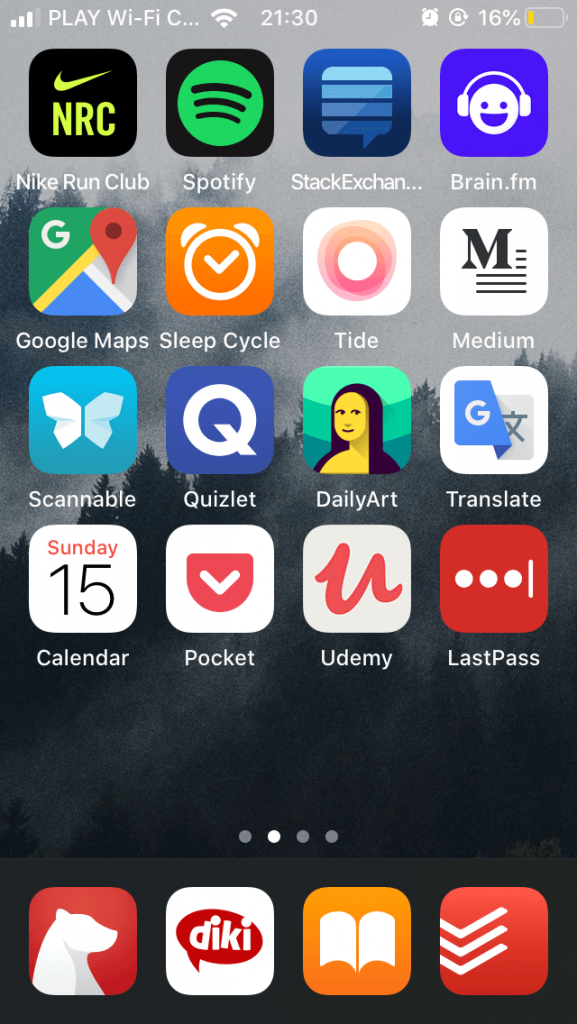 PLAY Wi-Fi C... 21:30 16%
NRC
Nike Run Club Spotify StackExchan... Brain.fm
G
Google Maps Sleep Cycle Tide Medium
M
G 文
Scannable Quizlet DailyArt Translate
Sunday
15
Calendar Pocket Udemy LastPass
diki